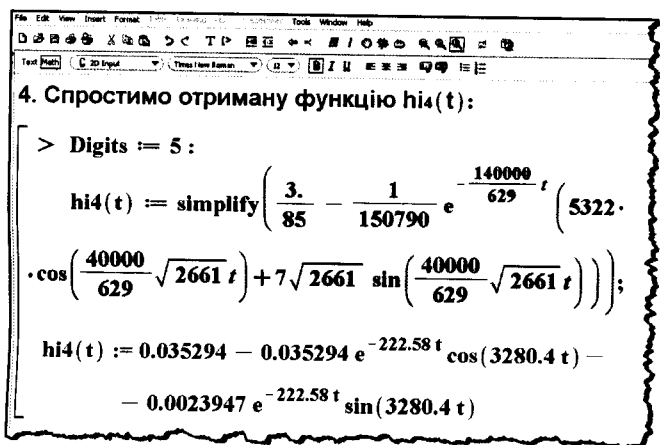 File Edit View Insert Format Tools Window Help
Text Math C 2D Input Times New Roman 12 B I U
4. Спростимо отриману функцію hi₄(t):
> Digits := 5 :
hi4(t) := simplify( 3./85 − 1/150790 e^(−140000/629 t) ( 5322·
·cos( 40000/629 √2661 t ) + 7√2661 sin( 40000/629 √2661 t ) ) );
hi4(t) := 0.035294 − 0.035294 e^(−222.58 t) cos(3280.4 t) −
− 0.0023947 e^(−222.58 t) sin(3280.4 t)